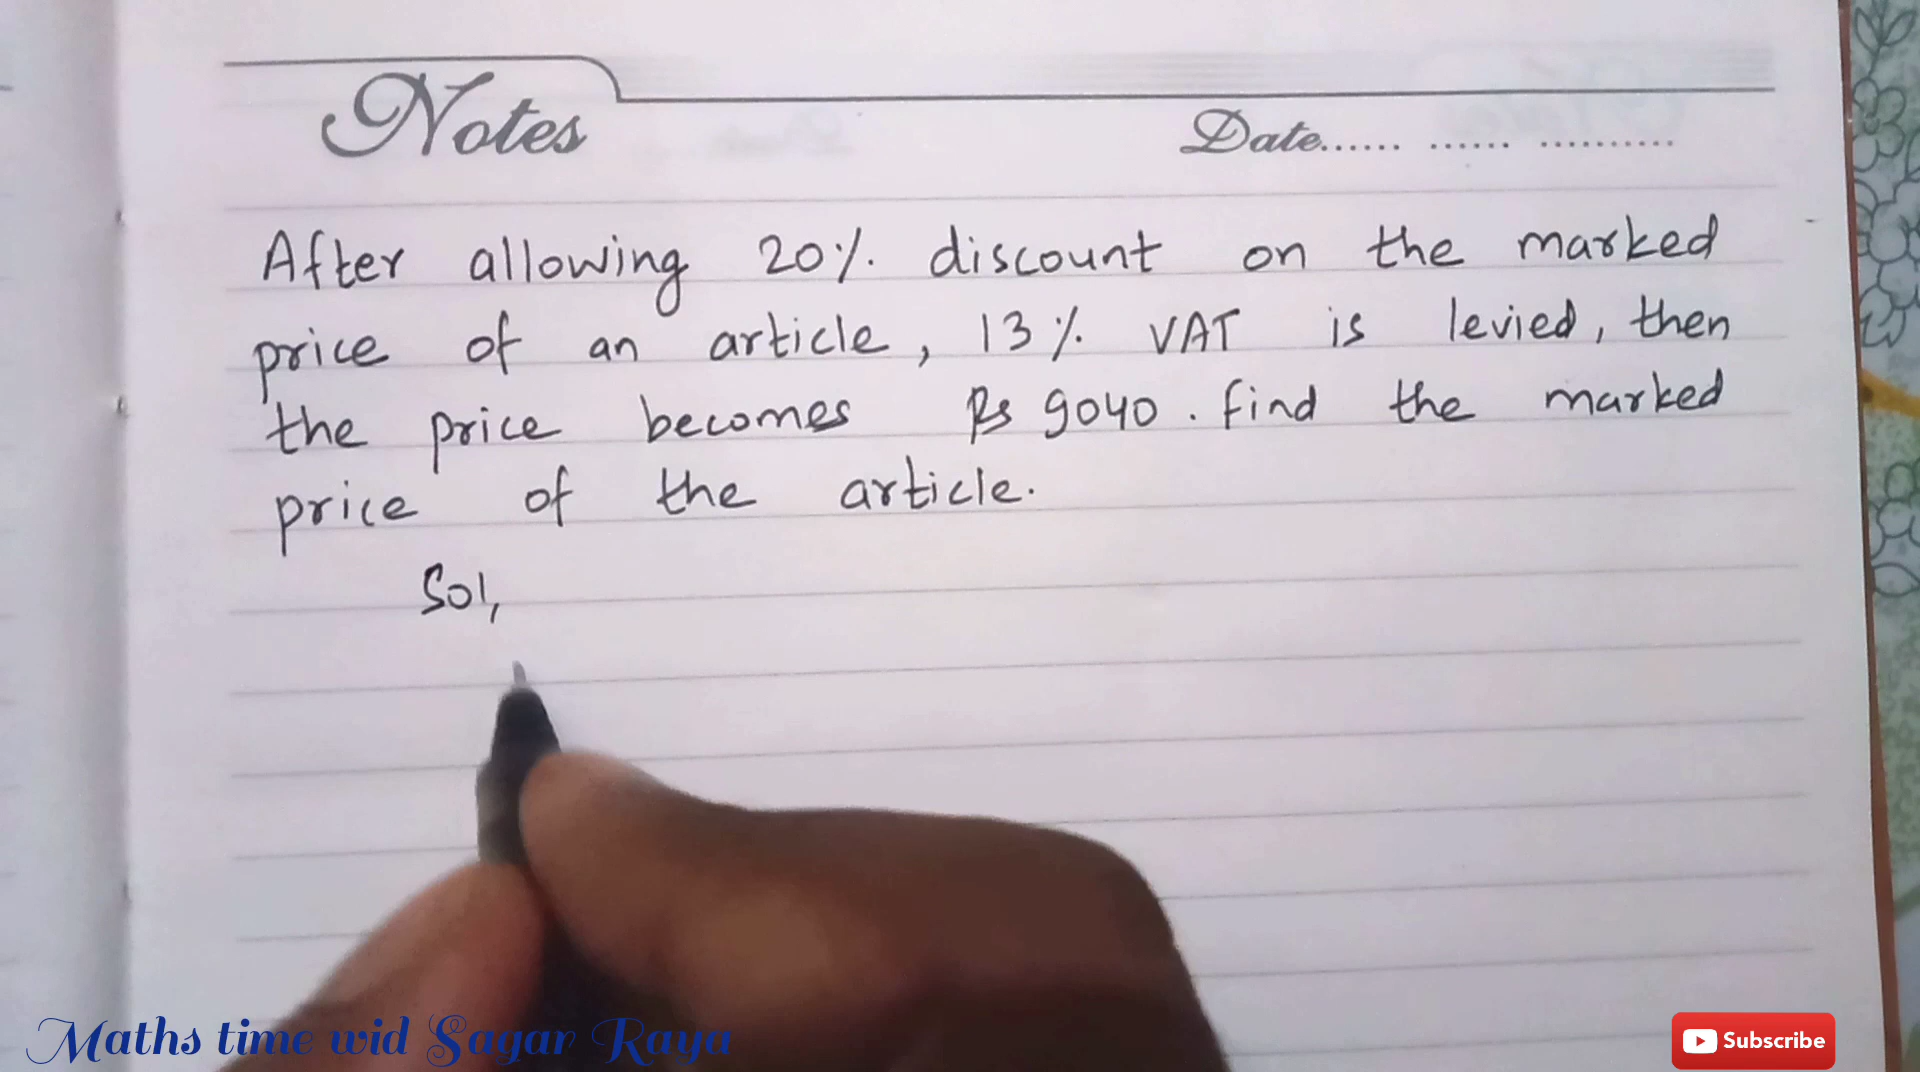 Notes
Date...... ...... ..........
After allowing 20%. discount on the marked
price of an article, 13%. VAT is levied, then
the price becomes Rs 9040. find the marked
price of the article.
Sol,
Maths time wid Sagar Raya
Subscribe